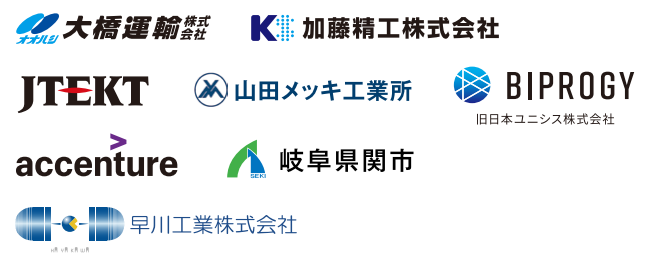 オオハシ 大橋運輸株式会社
K 加藤精工株式会社
JTEKT
山田メッキ工業所
BIPROGY
旧日本ユニシス株式会社
accenture
SEKI 岐阜県関市
早川工業株式会社